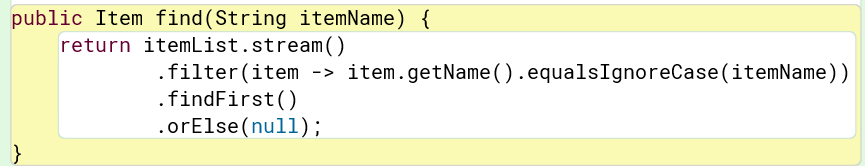 public Item find(String itemName) {
    return itemList.stream()
            .filter(item -> item.getName().equalsIgnoreCase(itemName))
            .findFirst()
            .orElse(null);
}